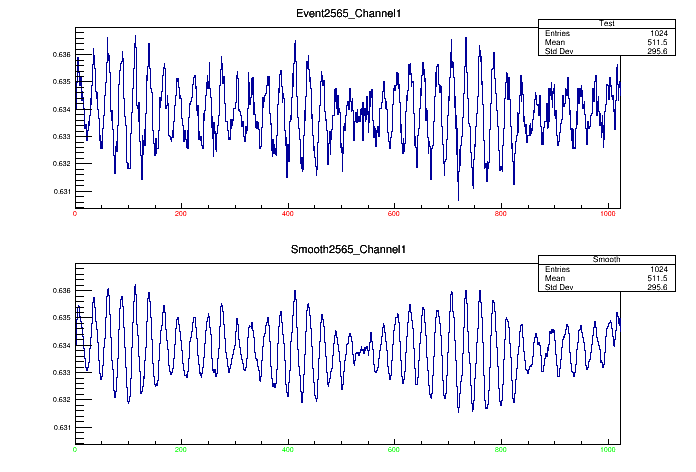 Event2565_Channel1
Test
Entries 1024
Mean 511.5
Std Dev 295.6
0.636
0.635
0.634
0.633
0.632
0.631
0 200 400 600 800 1000
Smooth2565_Channel1
Smooth
Entries 1024
Mean 511.5
Std Dev 295.6
0.636
0.635
0.634
0.633
0.632
0.631
0 200 400 600 800 1000